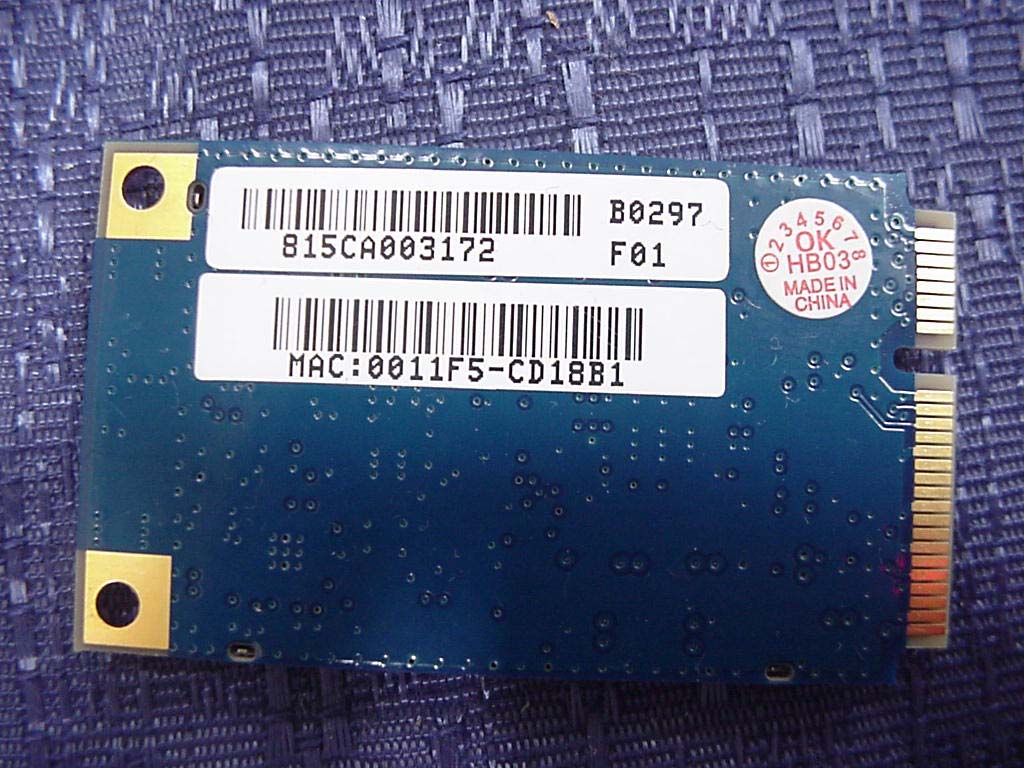 B0297
815CA003172 F01
MAC:0011F5-CD18B1
12345678
OK
HB03
MADE IN
CHINA